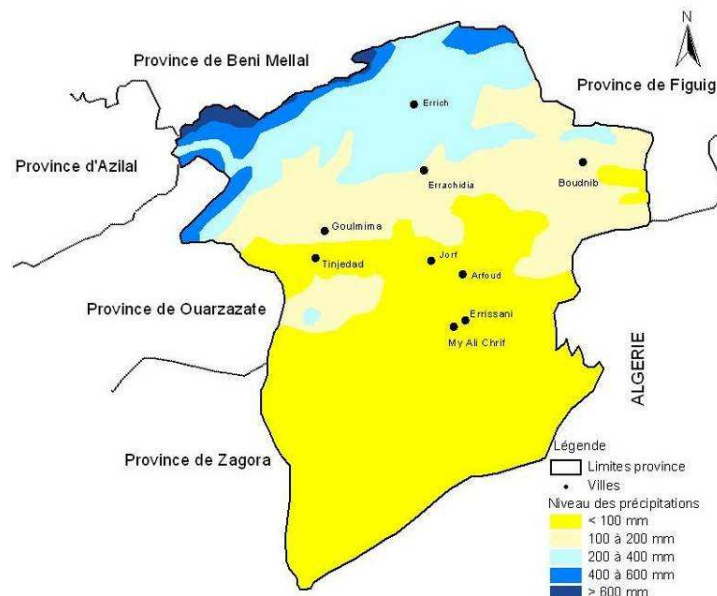 N
Province de Beni Mellal
Province de Figuig
Errich
Province d'Azilal
Errachidia
Boudnib
Goulmima
Tinjedad
Jorf
Arfoud
Province de Ouarzazate
Errissani
My Ali Chrif
ALGERIE
Province de Zagora
Légende
Limites province
Villes
Niveau des précipitations
< 100 mm
100 à 200 mm
200 à 400 mm
400 à 600 mm
> 600 mm